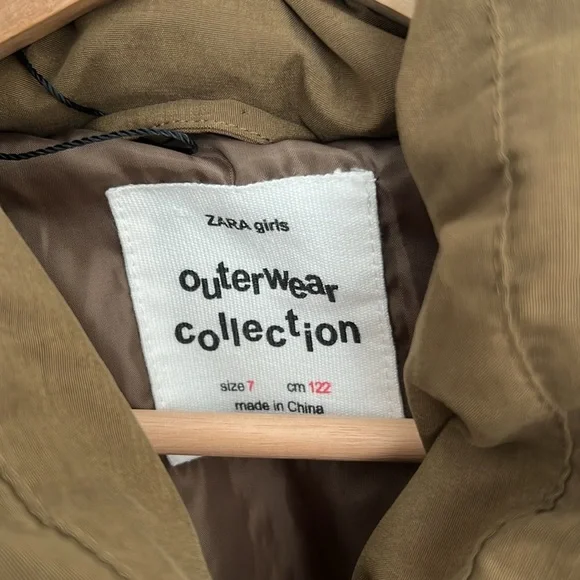 ZARA girls
outerwear
collection
size 7 cm 122
made in China